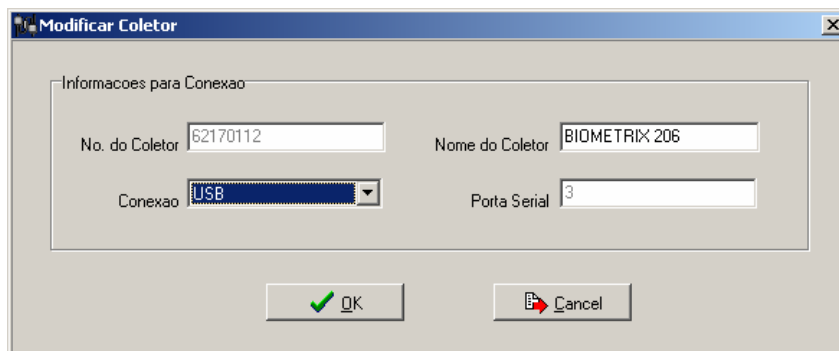 Modificar Coletor
Informacoes para Conexao
No. do Coletor 62170112 Nome do Coletor BIOMETRIX 206
Conexao USB Porta Serial 3
OK Cancel